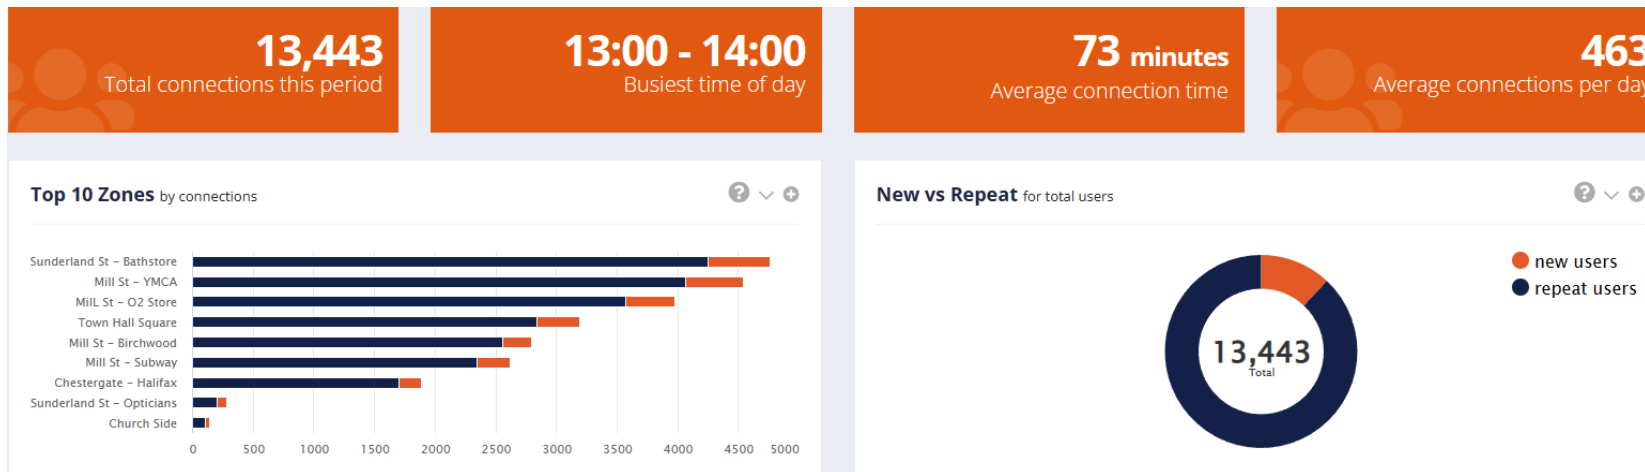 13,443
Total connections this period
13:00 - 14:00
Busiest time of day
73 minutes
Average connection time
463
Average connections per day
Top 10 Zones by connections
Sunderland St - Bathstore
Mill St - YMCA
MilL St - O2 Store
Town Hall Square
Mill St - Birchwood
Mill St - Subway
Chestergate - Halifax
Sunderland St - Opticians
Church Side
0 500 1000 1500 2000 2500 3000 3500 4000 4500 5000
New vs Repeat for total users
new users
repeat users
13,443
Total